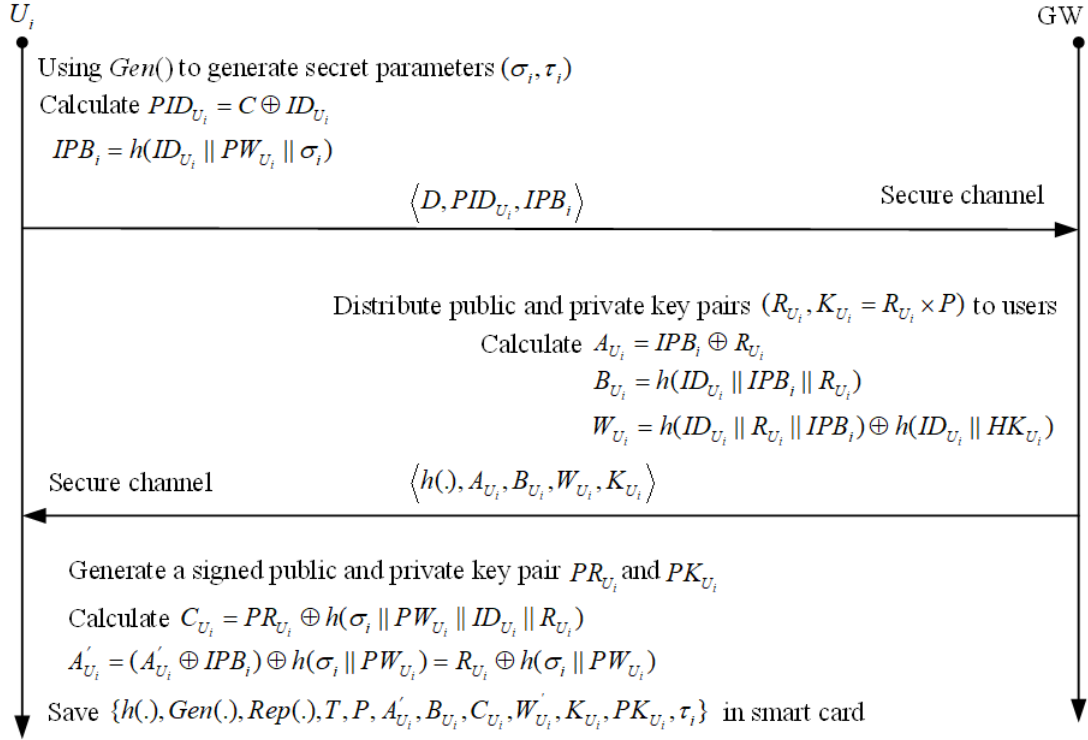 U_i
GW
Using Gen() to generate secret parameters (σ_i, τ_i)
Calculate PID_{U_i} = C ⊕ ID_{U_i}
IPB_i = h(ID_{U_i} || PW_{U_i} || σ_i)
⟨D, PID_{U_i}, IPB_i⟩
Secure channel
Distribute public and private key pairs (R_{U_i}, K_{U_i} = R_{U_i} × P) to users
Calculate A_{U_i} = IPB_i ⊕ R_{U_i}
B_{U_i} = h(ID_{U_i} || IPB_i || R_{U_i})
W_{U_i} = h(ID_{U_i} || R_{U_i} || IPB_i) ⊕ h(ID_{U_i} || HK_{U_i})
Secure channel
⟨h(.), A_{U_i}, B_{U_i}, W_{U_i}, K_{U_i}⟩
Generate a signed public and private key pair PR_{U_i} and PK_{U_i}
Calculate C_{U_i} = PR_{U_i} ⊕ h(σ_i || PW_{U_i} || ID_{U_i} || R_{U_i})
A'_{U_i} = (A'_{U_i} ⊕ IPB_i) ⊕ h(σ_i || PW_{U_i}) = R_{U_i} ⊕ h(σ_i || PW_{U_i})
Save {h(.), Gen(.), Rep(.), T, P, A'_{U_i}, B_{U_i}, C_{U_i}, W'_{U_i}, K_{U_i}, PK_{U_i}, τ_i} in smart card